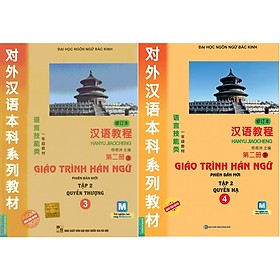 对外汉语本科系列教材
ĐẠI HỌC NGÔN NGỮ BẮC KINH
语言技能类
一年级教材
修订本
汉语教程
HANYU JIAOCHENG
第二册 上
GIÁO TRÌNH HÁN NGỮ
PHIÊN BẢN MỚI
TẬP 2
QUYỂN THƯỢNG
3
对外汉语本科系列教材
ĐẠI HỌC NGÔN NGỮ BẮC KINH
语言技能类
一年级教材
修订本
汉语教程
HANYU JIAOCHENG
第二册 下
GIÁO TRÌNH HÁN NGỮ
PHIÊN BẢN MỚI
TẬP 2
QUYỂN HẠ
4